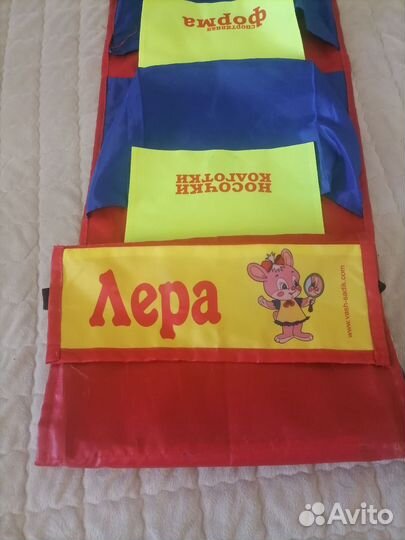 спортивная
форма
носочки
колготки
Лера
www.vash-sadik.com
Avito